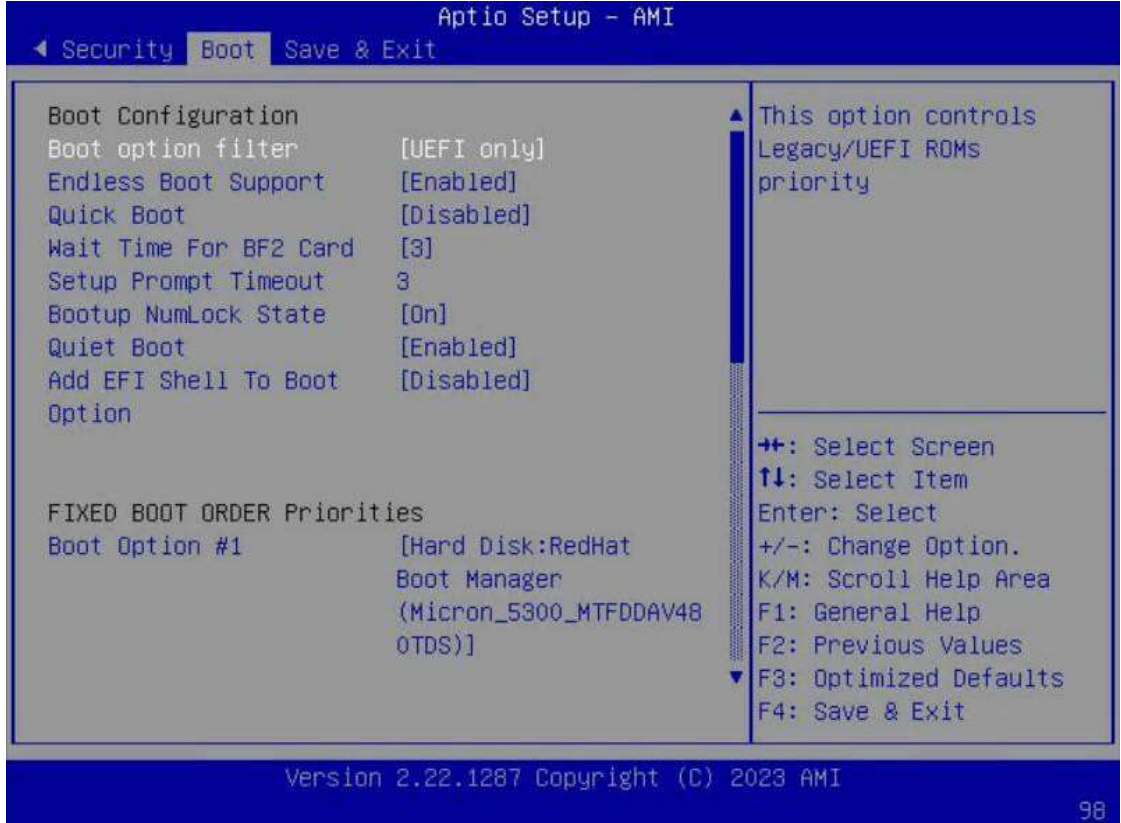 Aptio Setup – AMI
◀ Security Boot Save & Exit
Boot Configuration
Boot option filter [UEFI only]
Endless Boot Support [Enabled]
Quick Boot [Disabled]
Wait Time For BF2 Card [3]
Setup Prompt Timeout 3
Bootup NumLock State [On]
Quiet Boot [Enabled]
Add EFI Shell To Boot [Disabled]
Option
FIXED BOOT ORDER Priorities
Boot Option #1 [Hard Disk:RedHat
Boot Manager
(Micron_5300_MTFDDAV48
0TDS)]
This option controls
Legacy/UEFI ROMs
priority
→←: Select Screen
↑↓: Select Item
Enter: Select
+/-: Change Option.
K/M: Scroll Help Area
F1: General Help
F2: Previous Values
F3: Optimized Defaults
F4: Save & Exit
Version 2.22.1287 Copyright (C) 2023 AMI
98